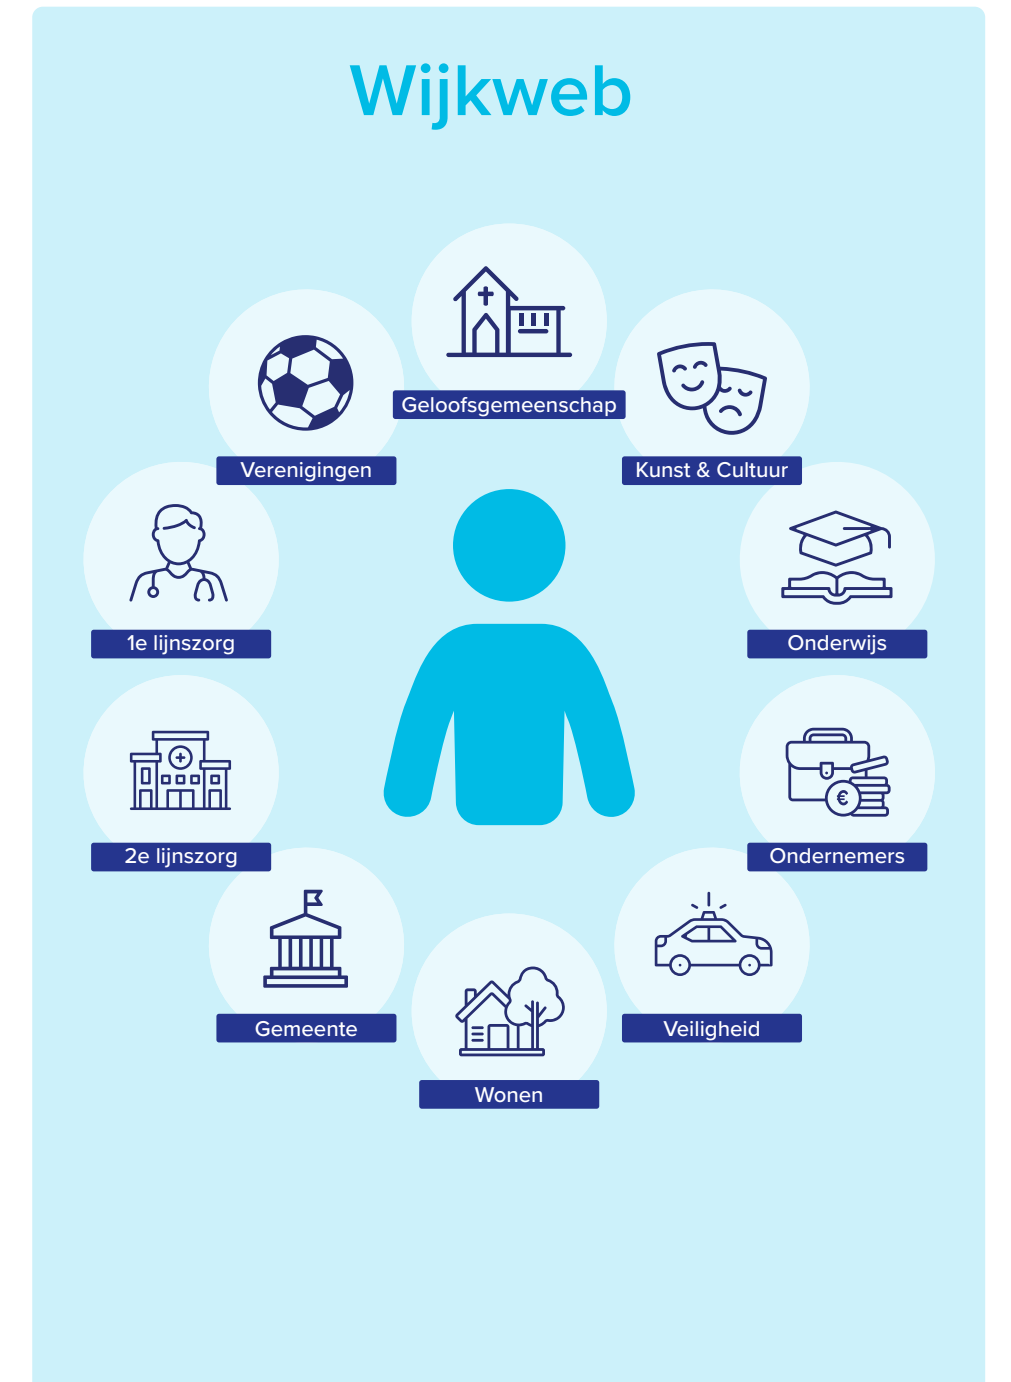 Wijkweb
Geloofsgemeenschap
Verenigingen
Kunst & Cultuur
1e lijnszorg
Onderwijs
2e lijnszorg
€
Ondernemers
Gemeente
Veiligheid
Wonen